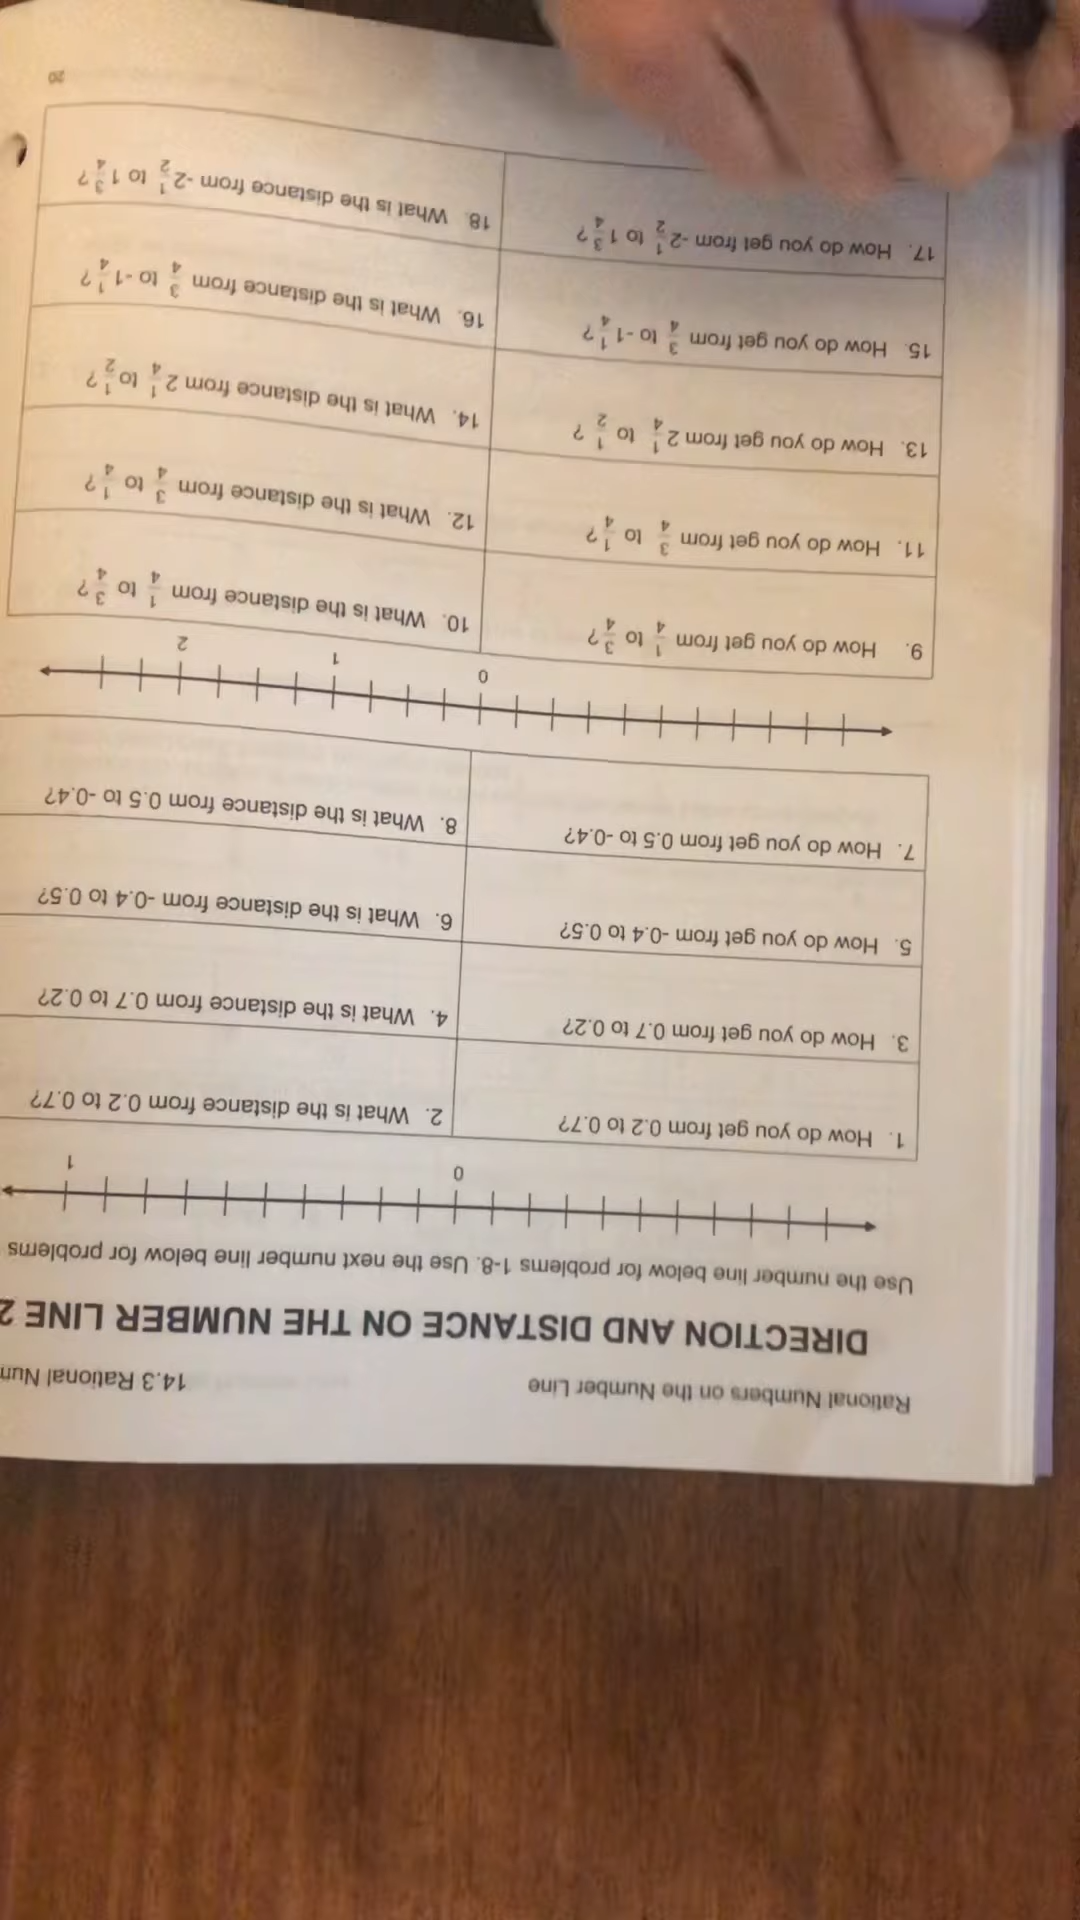 Rational Numbers on the Number Line
14.3 Rational
DIRECTION AND DISTANCE ON THE NUMBER LINE 2
Use the number line below for problems 1-8. Use the next number line below for problems
0 1
1. How do you get from 0.2 to 0.7?
2. What is the distance from 0.2 to 0.7?
3. How do you get from 0.7 to 0.2?
4. What is the distance from 0.7 to 0.2?
5. How do you get from -0.4 to 0.5?
6. What is the distance from -0.4 to 0.5?
7. How do you get from 0.5 to -0.4?
8. What is the distance from 0.5 to -0.4?
0 1 2
9. How do you get from 1/4 to 3/4?
10. What is the distance from 1/4 to 3/4?
11. How do you get from 3/4 to 1/4?
12. What is the distance from 3/4 to 1/4?
13. How do you get from 2 1/4 to 1/2?
14. What is the distance from 2 1/4 to 1/2?
15. How do you get from 3/4 to -1 1/4?
16. What is the distance from 3/4 to -1 1/4?
17. How do you get from -2 1/2 to 1 3/4?
18. What is the distance from -2 1/2 to 1 3/4?
20